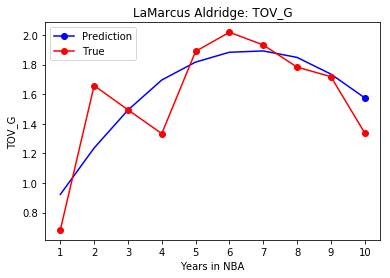 LaMarcus Aldridge: TOV_G
Prediction
True
TOV_G
2.0
1.8
1.6
1.4
1.2
1.0
0.8
1 2 3 4 5 6 7 8 9 10
Years in NBA